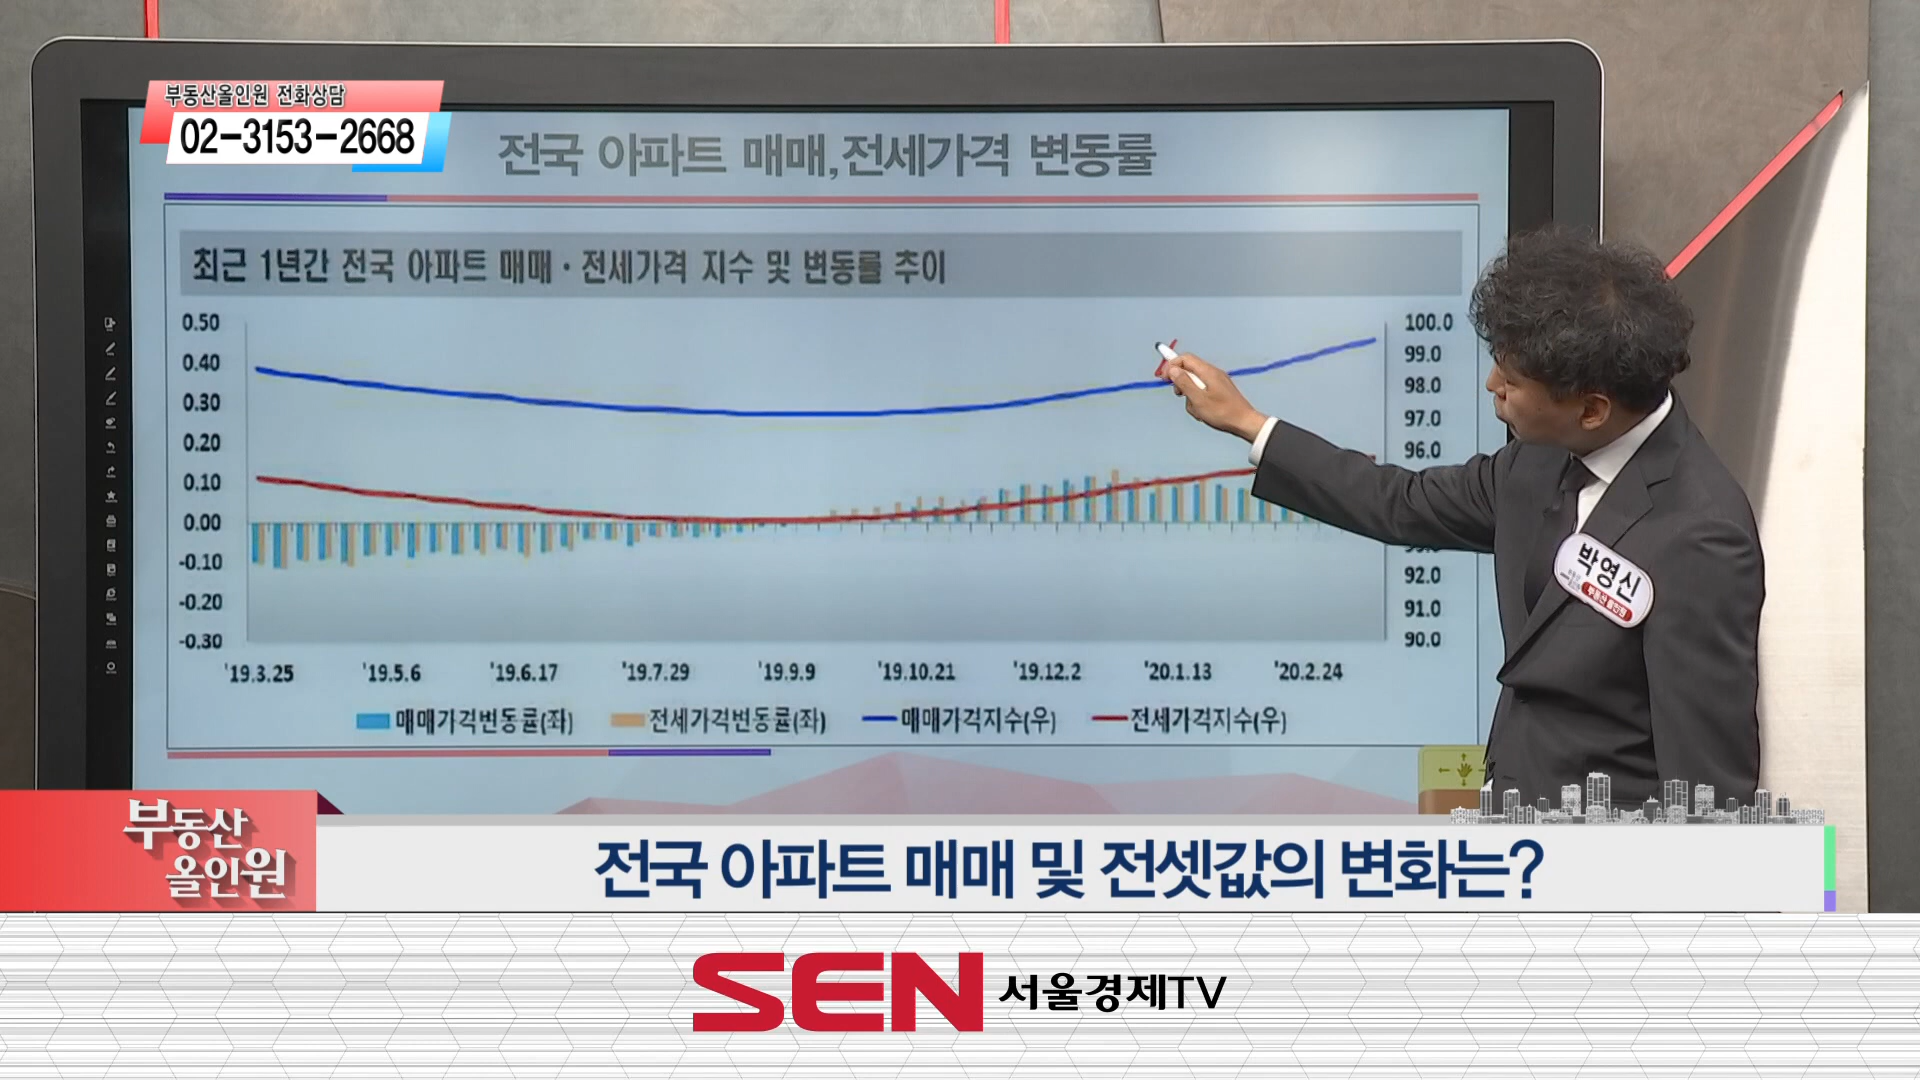 부동산올인원 전화상담
02-3153-2668
전국 아파트 매매,전세가격 변동률
최근 1년간 전국 아파트 매매·전세가격 지수 및 변동률 추이
0.50
0.40
0.30
0.20
0.10
0.00
-0.10
-0.20
-0.30
100.0
99.0
98.0
97.0
96.0
92.0
91.0
90.0
'19.3.25 '19.5.6 '19.6.17 '19.7.29 '19.9.9 '19.10.21 '19.12.2 '20.1.13 '20.2.24
매매가격변동률(좌) 전세가격변동률(좌) 매매가격지수(우) 전세가격지수(우)
박영신
부동산 올인원
부동산
올인원
전국 아파트 매매 및 전셋값의 변화는?
SEN 서울경제TV